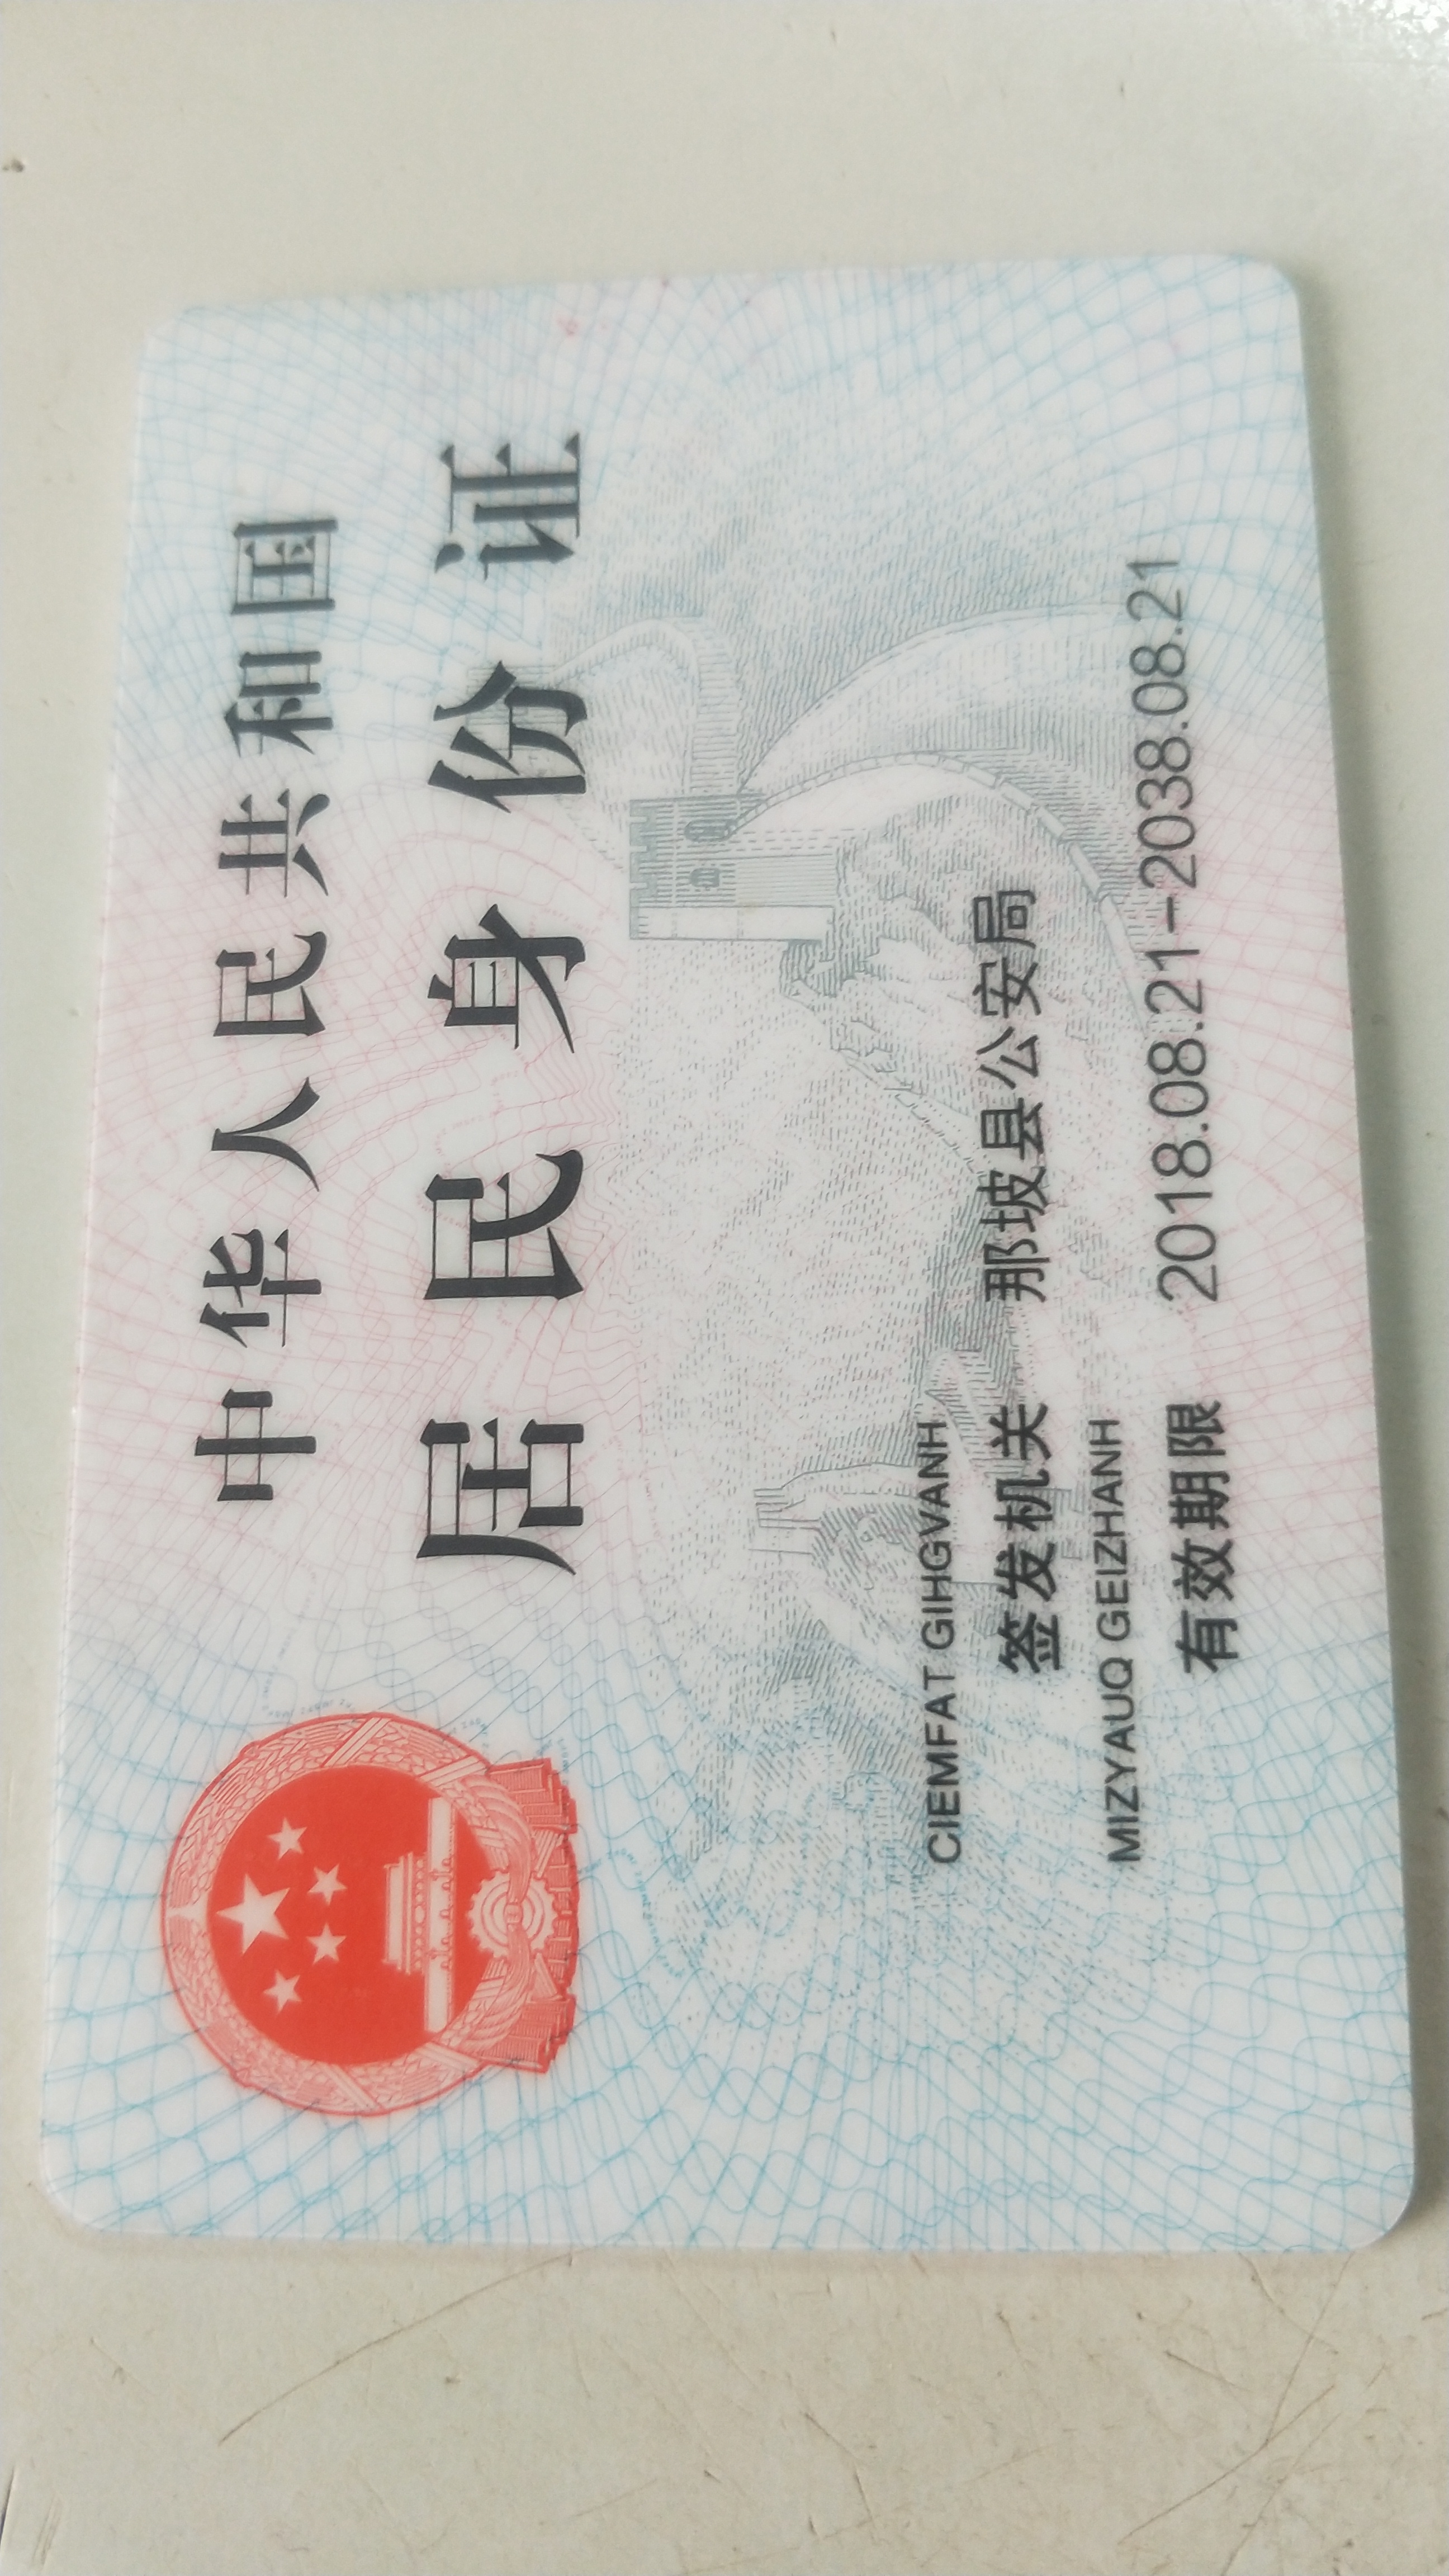 中华人民共和国
居民身份证
CIEMFAT GIHGVANH
签发机关 那坡县公安局
MIZYAUQ GEIZHANH
有效期限 2018.08.21-2038.08.21